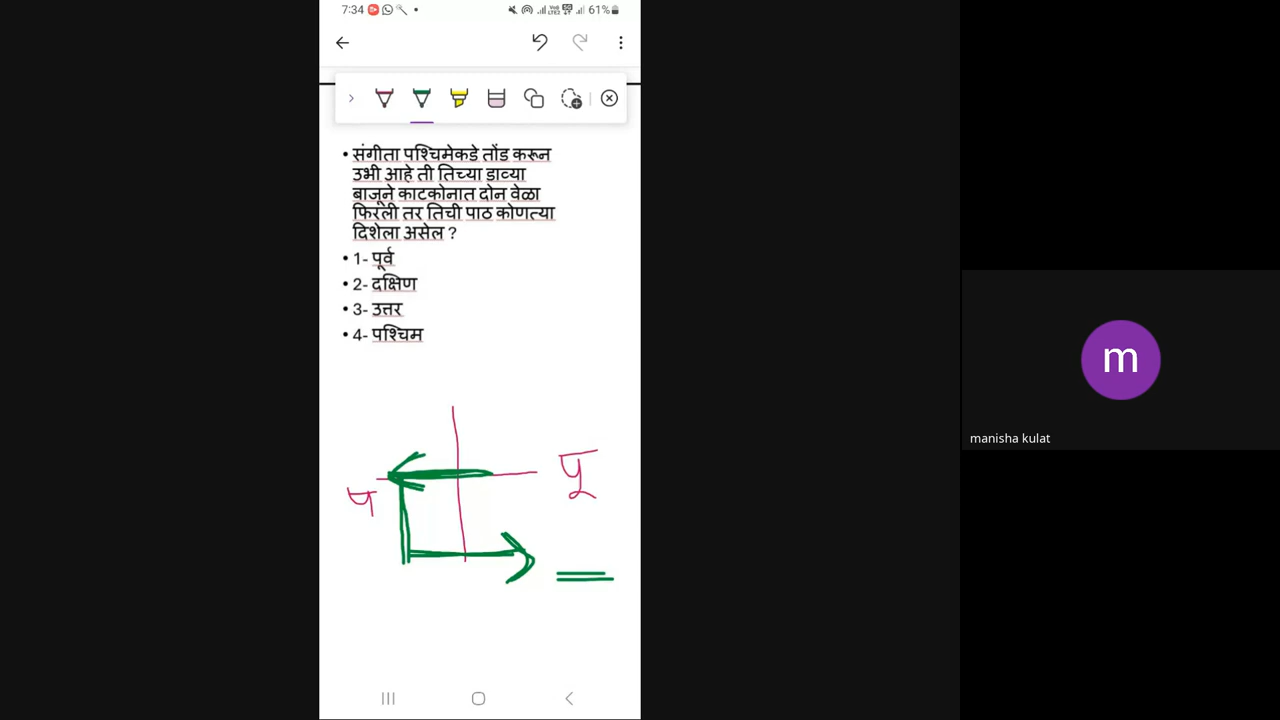 7:34
61%
• संगीता पश्चिमेकडे तोंड करून
उभी आहे ती तिच्या डाव्या
बाजूने काटकोनात दोन वेळा
फिरली तर तिची पाठ कोणत्या
दिशेला असेल ?
• 1- पूर्व
• 2- दक्षिण
• 3- उत्तर
• 4- पश्चिम
पू
प
m
manisha kulat